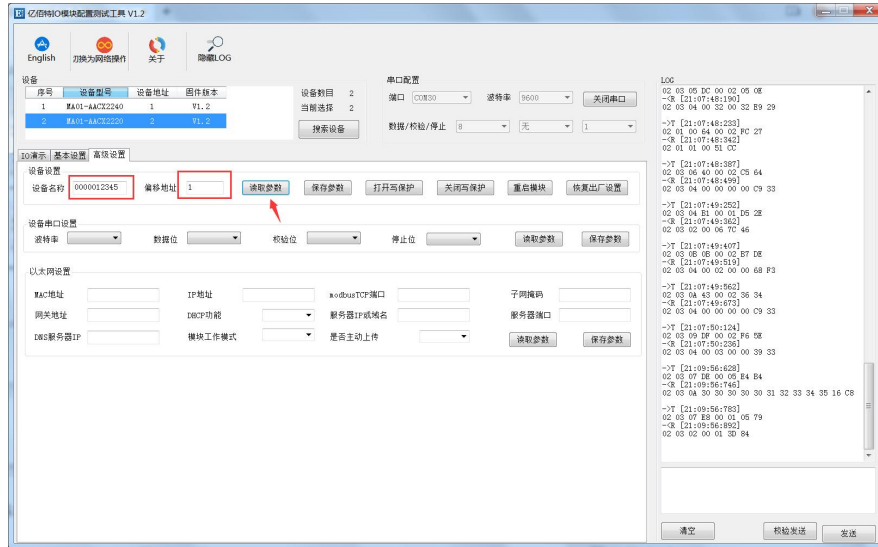 亿佰特IO模块配置测试工具 V1.2
English 切换为网络操作 关于 隐藏LOG
设备
序号 设备型号 设备地址 固件版本
1 MA01-AACX2240 1 V1.2
2 MA01-AACX2220 2 V1.2
设备数目 2
当前选择 2
搜索设备
串口配置
端口 COM30 波特率 9600 关闭串口
数据/校验/停止 8 无 1
IO演示 基本设置 高级设置
设备设置
设备名称 0000012345 偏移地址 1 读取参数 保存参数 打开写保护 关闭写保护 重启模块 恢复出厂设置
设备串口设置
波特率 数据位 校验位 停止位 读取参数 保存参数
以太网设置
MAC地址 IP地址 modbusTCP端口 子网掩码
网关地址 DHCP功能 服务器IP或域名 服务器端口
DNS服务器IP 模块工作模式 是否主动上传 读取参数 保存参数
LOG
02 03 05 DC 00 02 05 0E
-<R [21:07:48:190]
02 03 04 00 32 00 32 B9 29
->T [21:07:48:233]
02 01 00 64 00 02 FC 27
-<R [21:07:48:342]
02 01 01 00 51 CC
->T [21:07:48:387]
02 03 06 40 00 02 C5 64
-<R [21:07:48:499]
02 03 04 00 00 00 00 C9 33
->T [21:07:49:252]
02 03 04 B1 00 01 D5 2E
-<R [21:07:49:362]
02 03 02 00 06 7C 46
->T [21:07:49:407]
02 03 0B 0B 00 02 B7 DE
-<R [21:07:49:519]
02 03 04 00 02 00 00 68 F3
->T [21:07:49:562]
02 03 0A 43 00 02 36 34
-<R [21:07:49:673]
02 03 04 00 00 00 00 C9 33
->T [21:07:50:124]
02 03 09 DF 00 02 F6 5E
-<R [21:07:50:236]
02 03 04 00 03 00 00 39 33
->T [21:09:56:628]
02 03 07 DE 00 05 E4 B4
-<R [21:09:56:746]
02 03 0A 30 30 30 30 30 31 32 33 34 35 16 C8
->T [21:09:56:783]
02 03 07 E8 00 01 05 79
-<R [21:09:56:892]
02 03 02 00 01 3D 84
清空 校验发送 发送